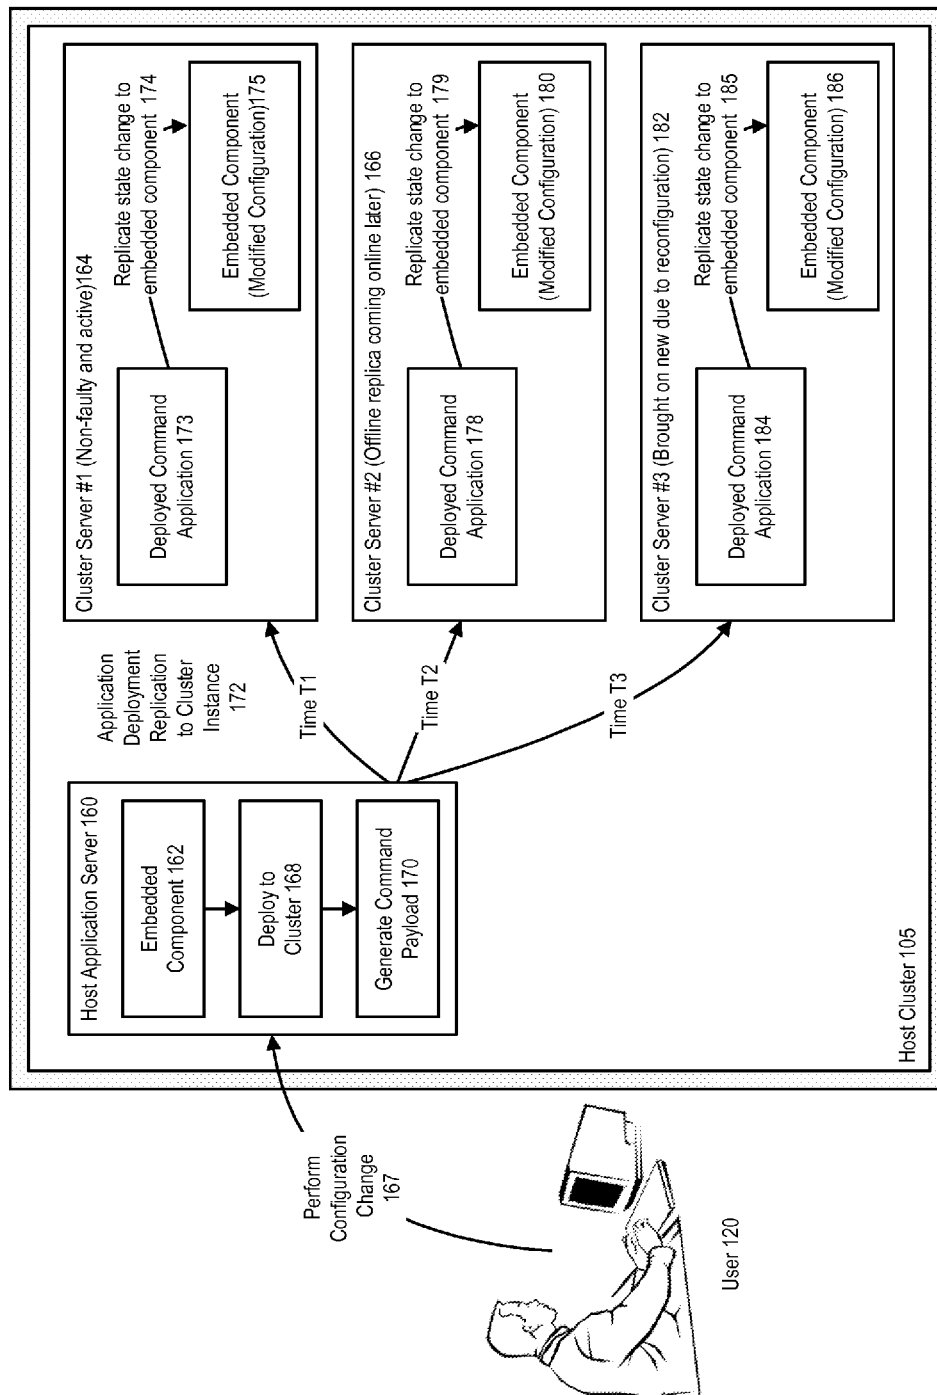 Perform
Configuration
Change
167
User 120
Host Cluster 105
Host Application Server 160
Embedded
Component 162
Deploy to
Cluster 168
Generate Command
Payload 170
Application
Deployment
Replication
to Cluster
Instance
172
Time T1
Time T2
Time T3
Cluster Server #1 (Non-faulty and active)164
Deployed Command
Application 173
Replicate state change to
embedded component 174
Embedded Component
(Modified Configuration)175
Cluster Server #2 (Offline replica coming online later) 166
Deployed Command
Application 178
Replicate state change to
embedded component 179
Embedded Component
(Modified Configuration) 180
Cluster Server #3 (Brought on new due to reconfiguration) 182
Deployed Command
Application 184
Replicate state change to
embedded component 185
Embedded Component
(Modified Configuration) 186